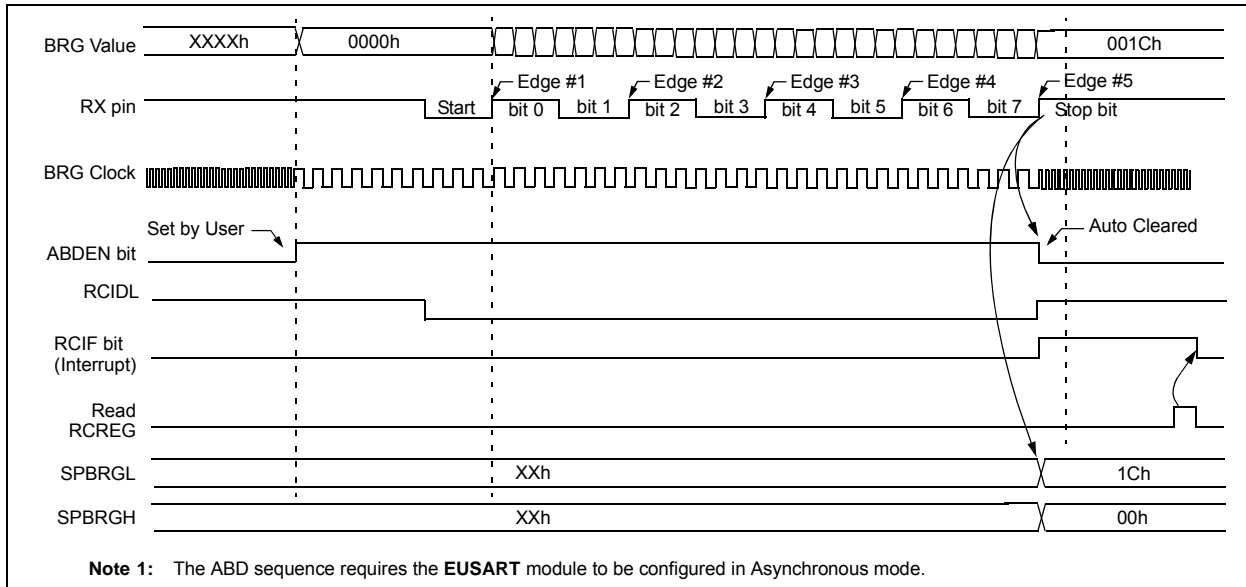 BRG Value XXXXh 0000h 001Ch
Edge #1 Edge #2 Edge #3 Edge #4 Edge #5
RX pin Start bit 0 bit 1 bit 2 bit 3 bit 4 bit 5 bit 6 bit 7 Stop bit
BRG Clock
Set by User Auto Cleared
ABDEN bit
RCIDL
RCIF bit
(Interrupt)
Read
RCREG
SPBRGL XXh 1Ch
SPBRGH XXh 00h
Note 1: The ABD sequence requires the EUSART module to be configured in Asynchronous mode.